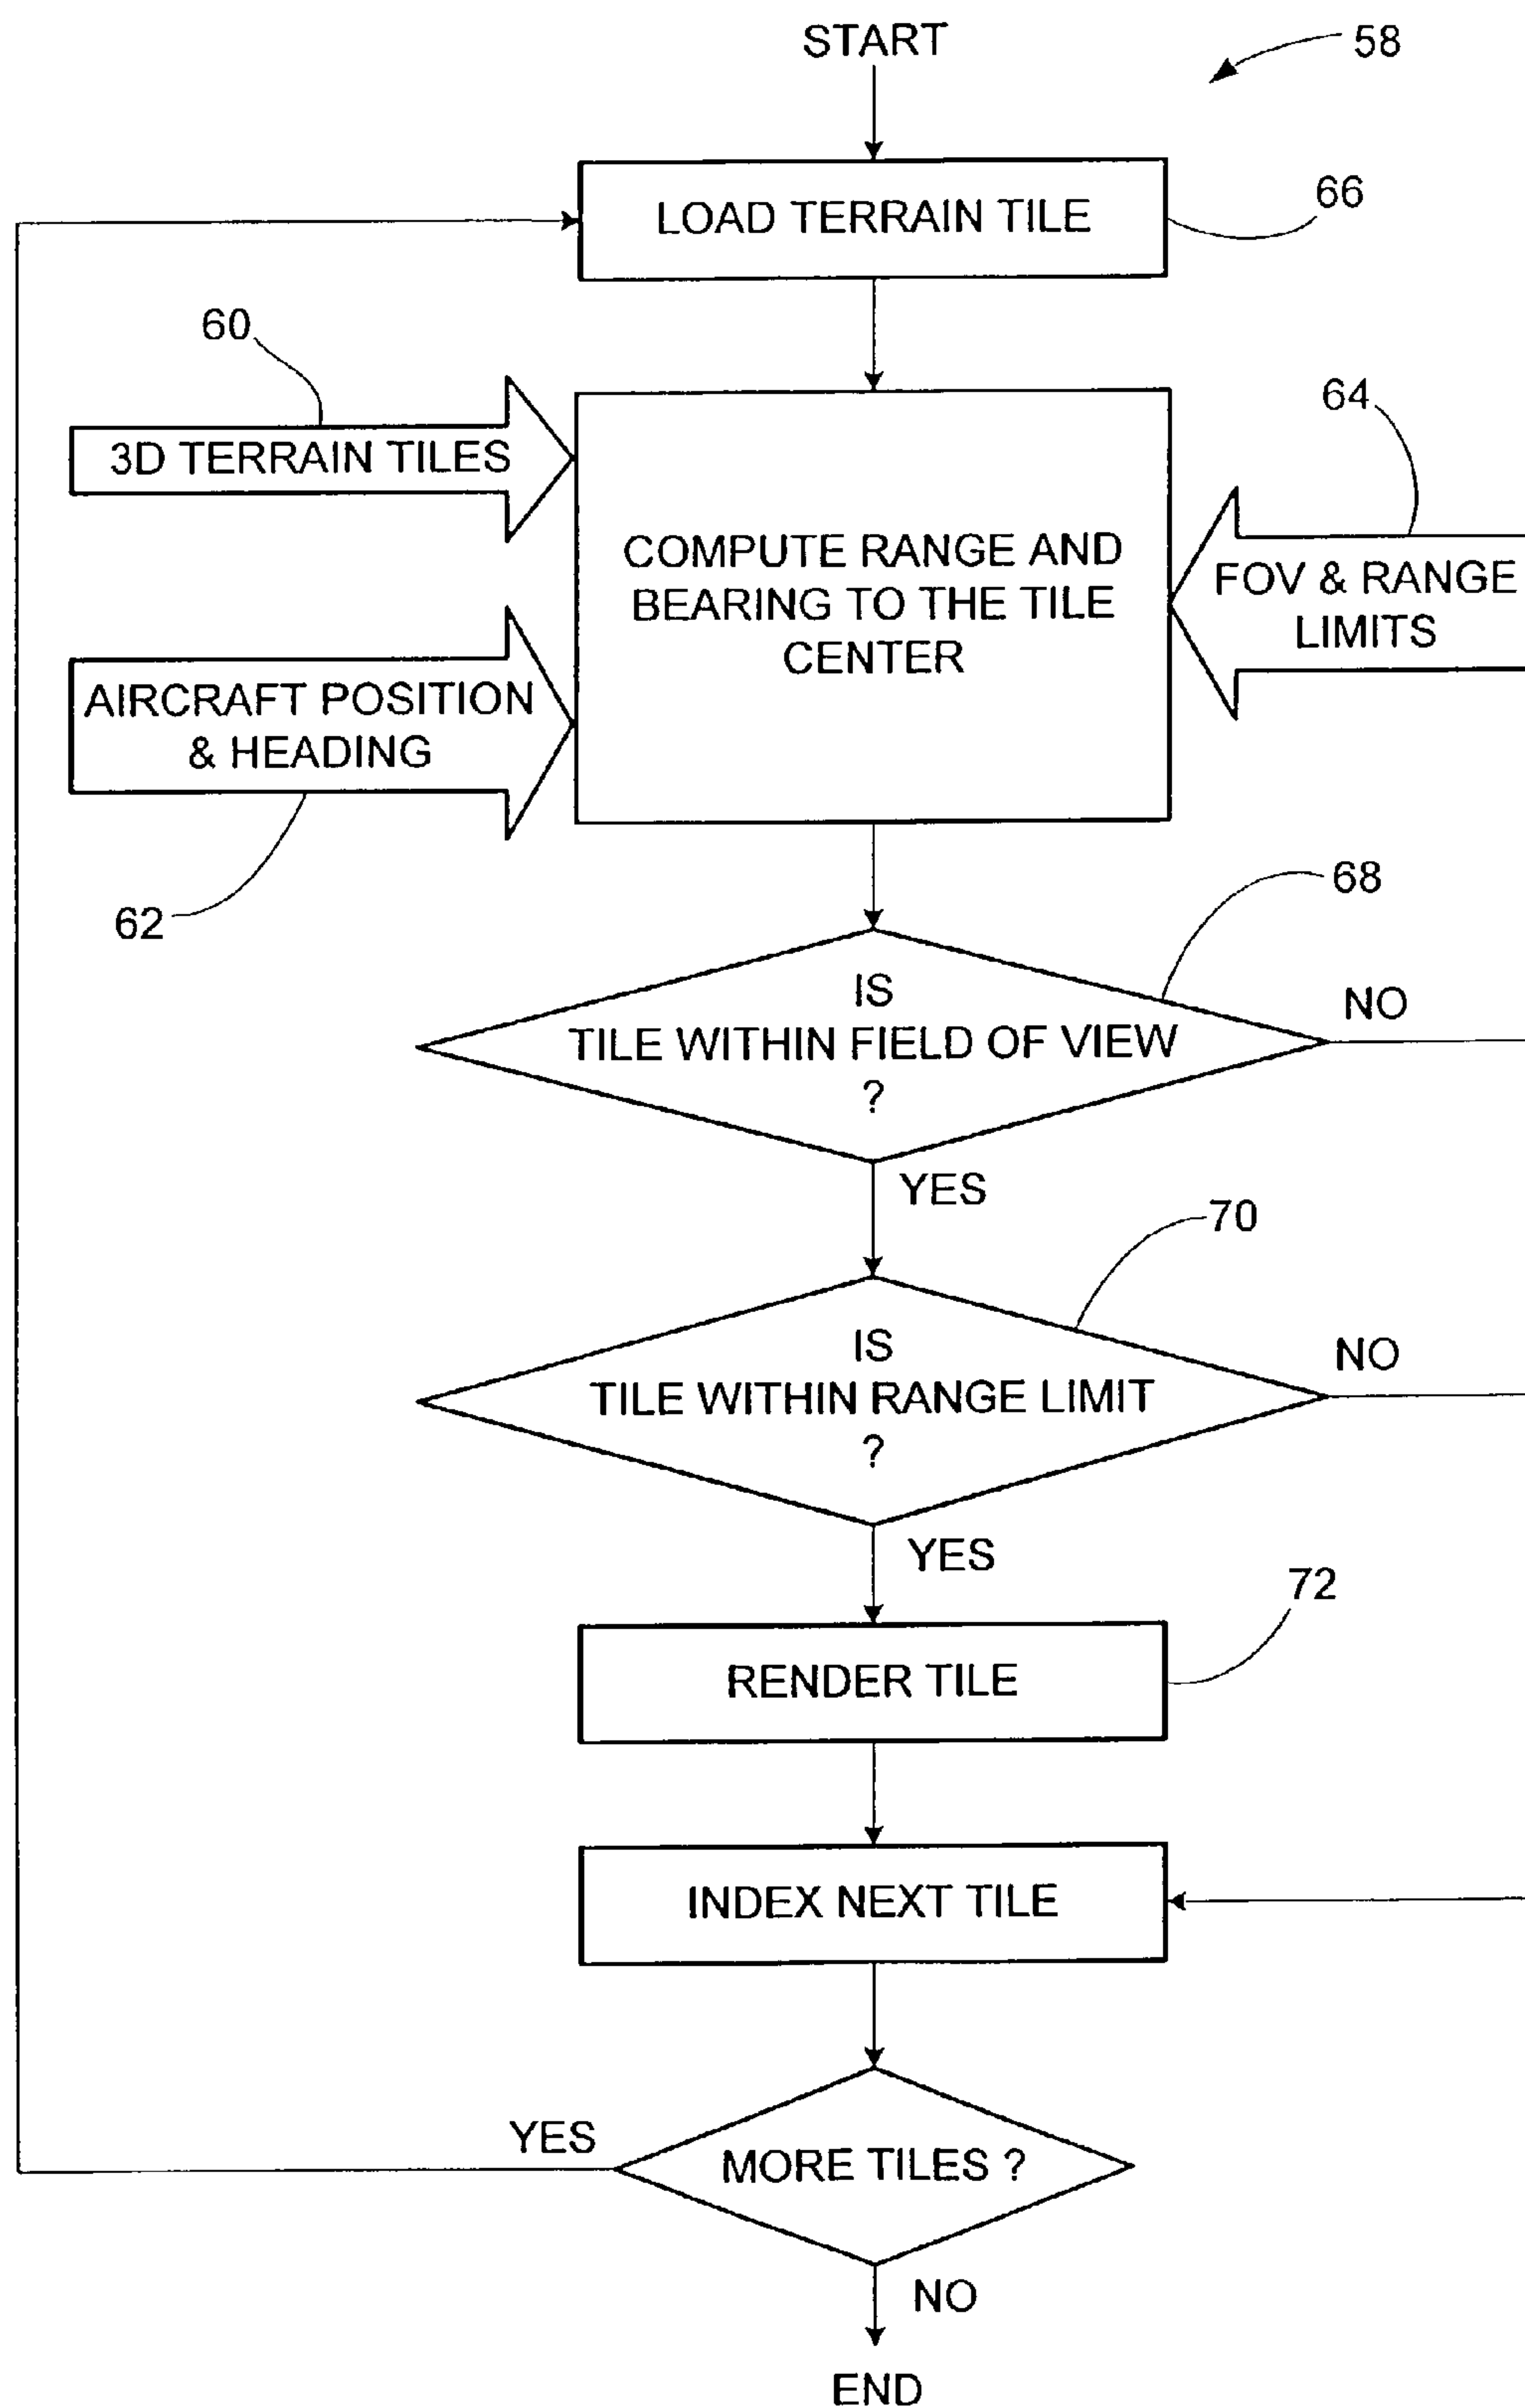 START
58
LOAD TERRAIN TILE
66
60
3D TERRAIN TILES
64
COMPUTE RANGE AND
BEARING TO THE TILE
CENTER
FOV & RANGE
LIMITS
AIRCRAFT POSITION
& HEADING
62
68
IS
TILE WITHIN FIELD OF VIEW
?
NO
YES
70
IS
TILE WITHIN RANGE LIMIT
?
NO
YES
72
RENDER TILE
INDEX NEXT TILE
YES
MORE TILES ?
NO
END